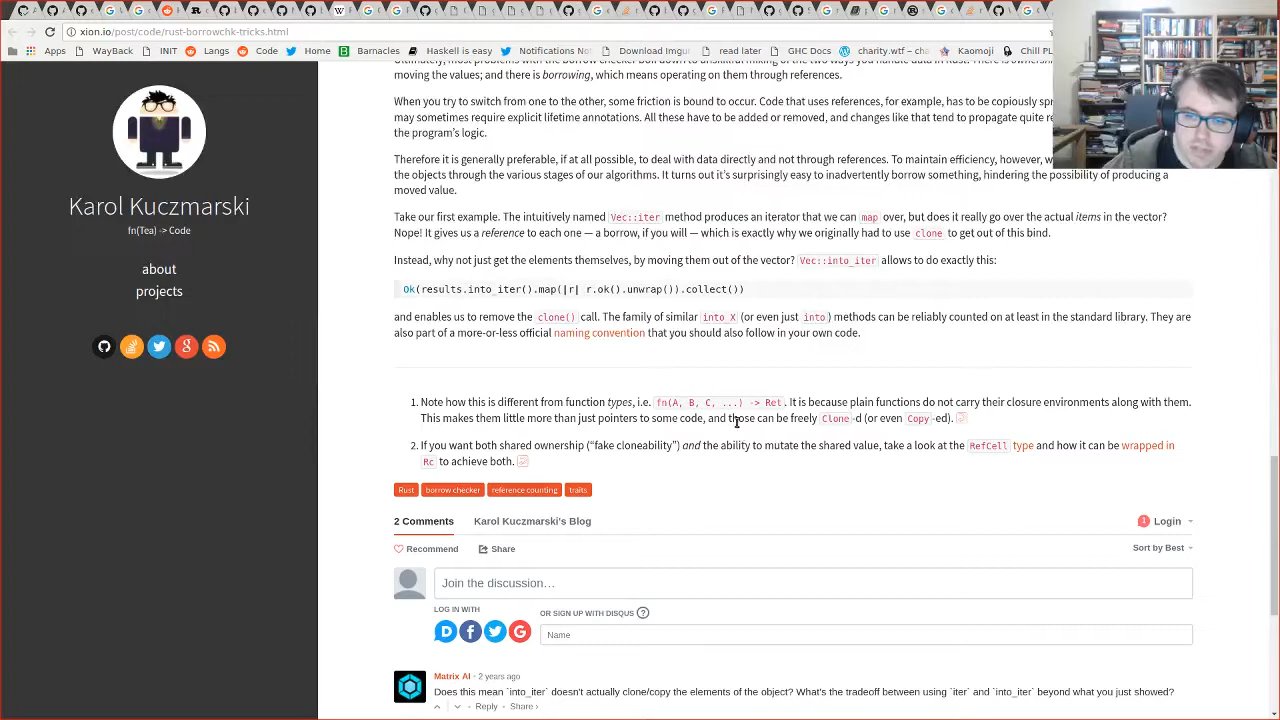 xion.io/post/code/rust-borrowchk-tricks.html
Apps WayBack INIT Langs Code Home Barnacles Haskell is easy Notification Nois Download Imgur GHC Docs charity.wtf – ch Chill Pi
moving the values; and there is borrowing, which means operating on them through references.
When you try to switch from one to the other, some friction is bound to occur. Code that uses references, for example, has to be copiously
may sometimes require explicit lifetime annotations. All these have to be added or removed, and changes like that tend to propagate quite
the program's logic.
Therefore it is generally preferable, if at all possible, to deal with data directly and not through references. To maintain efficiency, however,
the objects through the various stages of our algorithms. It turns out it's surprisingly easy to inadvertently borrow something, hindering the possibility of producing a
moved value.
Karol Kuczmarski
Take our first example. The intuitively named Vec::iter method produces an iterator that we can map over, but does it really go over the actual items in the vector?
fn(Tea) -> Code
Nope! It gives us a reference to each one — a borrow, if you will — which is exactly why we originally had to use clone to get out of this bind.
about
Instead, why not just get the elements themselves, by moving them out of the vector? Vec::into_iter allows to do exactly this:
projects
Ok(results.into_iter().map(|r| r.ok().unwrap()).collect())
and enables us to remove the clone() call. The family of similar into_X (or even just into) methods can be reliably counted on at least in the standard library. They are
also part of a more-or-less official naming convention that you should also follow in your own code.
1. Note how this is different from function types, i.e. fn(A, B, C, ...) -> Ret. It is because plain functions do not carry their closure environments along with them.
This makes them little more than just pointers to some code, and those can be freely Clone-d (or even Copy-ed).
2. If you want both shared ownership ("fake cloneability") and the ability to mutate the shared value, take a look at the RefCell type and how it can be wrapped in
Rc to achieve both.
Rust borrow checker reference counting traits
2 Comments Karol Kuczmarski's Blog 1 Login
Recommend Share Sort by Best
Join the discussion…
LOG IN WITH OR SIGN UP WITH DISQUS ?
Name
Matrix AI • 2 years ago
Does this mean `into_iter` doesn't actually clone/copy the elements of the object? What's the tradeoff between using `iter` and `into_iter` beyond what you just showed?
Reply • Share ›